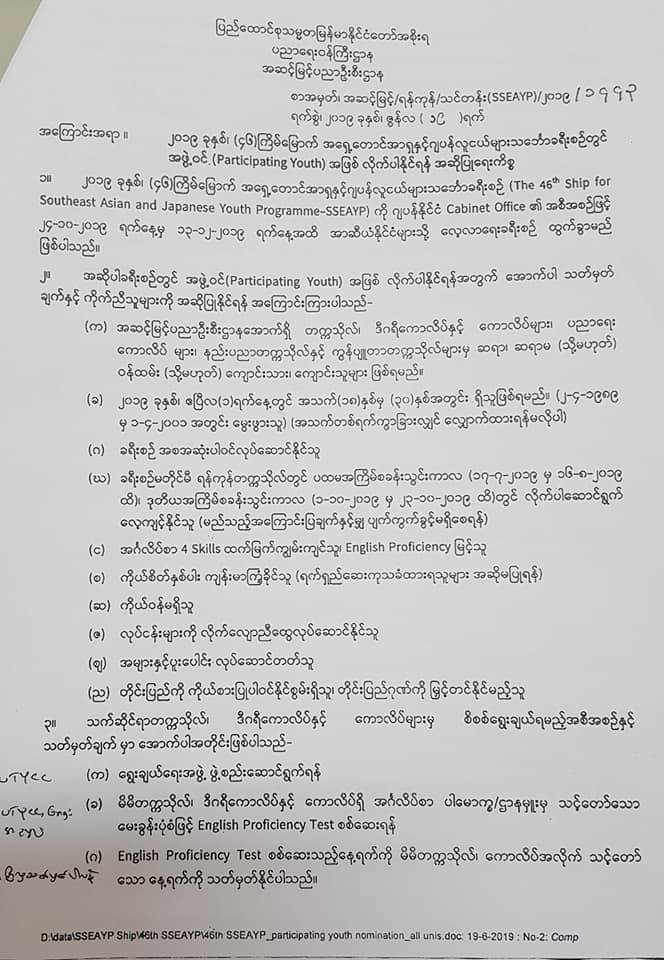 ပြည်ထောင်စုသမ္မတမြန်မာနိုင်ငံတော်အစိုးရ
ပညာရေးဝန်ကြီးဌာန
အဆင့်မြင့်ပညာဦးစီးဌာန
စာအမှတ်၊ အဆင့်မြင့်/ရန်ကုန်/သင်တန်း(SSEAYP)/၂၀၁၉ /၁၇၇၃
ရက်စွဲ၊ ၂၀၁၉ ခုနှစ်၊ ဇွန်လ ( ၁၉ )ရက်
အကြောင်းအရာ ။ ၂၀၁၉ ခုနှစ်၊ (၄၆)ကြိမ်မြောက် အရှေ့တောင်အာရှနှင့်ဂျပန်လူငယ်များသင်္ဘောခရီးစဉ်တွင်
အဖွဲ့ဝင် (Participating Youth) အဖြစ် လိုက်ပါနိုင်ရန် အဆိုပြုရေးကိစ္စ
၁။ ၂၀၁၉ ခုနှစ်၊ (၄၆)ကြိမ်မြောက် အရှေ့တောင်အာရှနှင့်ဂျပန်လူငယ်များသင်္ဘောခရီးစဉ် (The 46th Ship for
Southeast Asian and Japanese Youth Programme-SSEAYP) ကို ဂျပန်နိုင်ငံ Cabinet Office ၏ အစီအစဉ်ဖြင့်
၂၄-၁၀-၂၀၁၉ ရက်နေ့မှ ၁၃-၁၂-၂၀၁၉ ရက်နေ့အထိ အာဆီယံနိုင်ငံများသို့ လေ့လာရေးခရီးစဉ် ထွက်ခွာမည်
ဖြစ်ပါသည်။
၂။ အဆိုပါခရီးစဉ်တွင် အဖွဲ့ဝင်(Participating Youth) အဖြစ် လိုက်ပါနိုင်ရန်အတွက် အောက်ပါ သတ်မှတ်
ချက်နှင့် ကိုက်ညီသူများကို အဆိုပြုနိုင်ရန် အကြောင်းကြားပါသည်-
(က) အဆင့်မြင့်ပညာဦးစီးဌာနအောက်ရှိ တက္ကသိုလ်၊ ဒီဂရီကောလိပ်နှင့် ကောလိပ်များ၊ ပညာရေး
ကောလိပ် များ၊ နည်းပညာတက္ကသိုလ်နှင့် ကွန်ပျူတာတက္ကသိုလ်များမှ ဆရာ၊ ဆရာမ (သို့မဟုတ်)
ဝန်ထမ်း (သို့မဟုတ်) ကျောင်းသား၊ ကျောင်းသူများ ဖြစ်ရမည်။
(ခ) ၂၀၁၉ ခုနှစ်၊ ဧပြီလ(၁)ရက်နေ့တွင် အသက်(၁၈)နှစ်မှ (၃၀)နှစ်အတွင်း ရှိသူဖြစ်ရမည်။ (၂-၄-၁၉၈၉
မှ ၁-၄-၂၀၀၁ အတွင်း မွေးဖွားသူ) (အသက်တစ်ရက်ကွာခြားလျှင် လျှောက်ထားရန်မလိုပါ)
(ဂ) ခရီးစဉ် အစအဆုံးပါဝင်လုပ်ဆောင်နိုင်သူ
(ဃ) ခရီးစဉ်မတိုင်မီ ရန်ကုန်တက္ကသိုလ်တွင် ပထမအကြိမ်စခန်းသွင်းကာလ (၁၇-၇-၂၀၁၉ မှ ၁၆-၈-၂၀၁၉
ထိ)၊ ဒုတိယအကြိမ်စခန်းသွင်းကာလ (၁-၁၀-၂၀၁၉ မှ ၂၃-၁၀-၂၀၁၉ ထိ)တွင် လိုက်ပါဆောင်ရွက်
လေ့ကျင့်နိုင်သူ (မည်သည့်အကြောင်းပြချက်နှင့်မျှ ပျက်ကွက်ခွင့်မရှိစေရန်)
(င) အင်္ဂလိပ်စာ 4 Skills ထက်မြက်ကျွမ်းကျင်သူ၊ English Proficiency မြင့်သူ
(စ) ကိုယ်စိတ်နှစ်ပါး ကျန်းမာကြံ့ခိုင်သူ (ရက်ရှည်ဆေးကုသခံထားရသူများ အဆိုမပြုရန်)
(ဆ) ကိုယ်ဝန်မရှိသူ
(ဇ) လုပ်ငန်းများကို လိုက်လျောညီထွေလုပ်ဆောင်နိုင်သူ
(ဈ) အများနှင့်ပူးပေါင်း လုပ်ဆောင်တတ်သူ
(ည) တိုင်းပြည်ကို ကိုယ်စားပြုပါဝင်နိုင်စွမ်းရှိသူ၊ တိုင်းပြည်ဂုဏ်ကို မြှင့်တင်နိုင်မည့်သူ
၃။ သက်ဆိုင်ရာတက္ကသိုလ်၊ ဒီဂရီကောလိပ်နှင့် ကောလိပ်များမှ စိစစ်ရွေးချယ်ရမည့်အစီအစဉ်နှင့်
သတ်မှတ်ချက် မှာ အောက်ပါအတိုင်းဖြစ်ပါသည်-
UTYCC (က) ရွေးချယ်ရေးအဖွဲ့ ဖွဲ့စည်းဆောင်ရွက်ရန်
UTYCC, Eng: (ခ) မိမိတက္ကသိုလ်၊ ဒီဂရီကောလိပ်နှင့် ကောလိပ်ရှိ အင်္ဂလိပ်စာ ပါမောက္ခ/ဌာနမှူးမှ သင့်တော်သော
မေးခွန်းပုံစံဖြင့် English Proficiency Test စစ်ဆေးရန်
(ဂ) English Proficiency Test စစ်ဆေးသည့်နေ့ရက်ကို မိမိတက္ကသိုလ်၊ ကောလိပ်အလိုက် သင့်တော်
သော နေ့ရက်ကို သတ်မှတ်နိုင်ပါသည်။
D:\data\SSEAYP Ship\46th SSEAYP\46th SSEAYP_participating youth nomination_all unis.doc: 19-6-2019 : No-2: Comp